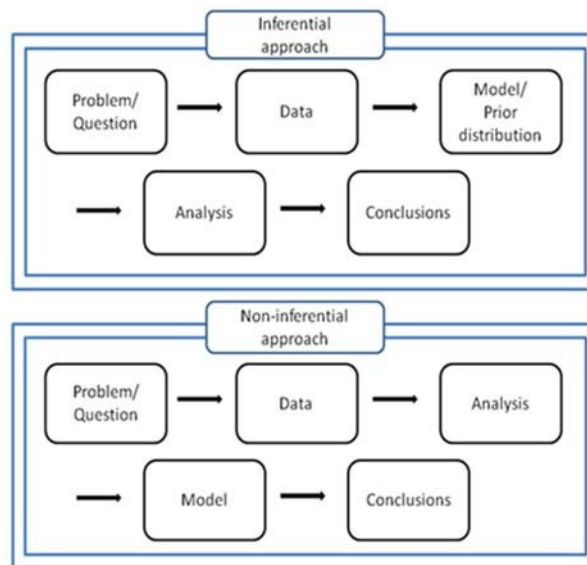 Inferential
approach
Problem/
Question
Data
Model/
Prior
distribution
Analysis
Conclusions
Non-inferential
approach
Problem/
Question
Data
Analysis
Model
Conclusions